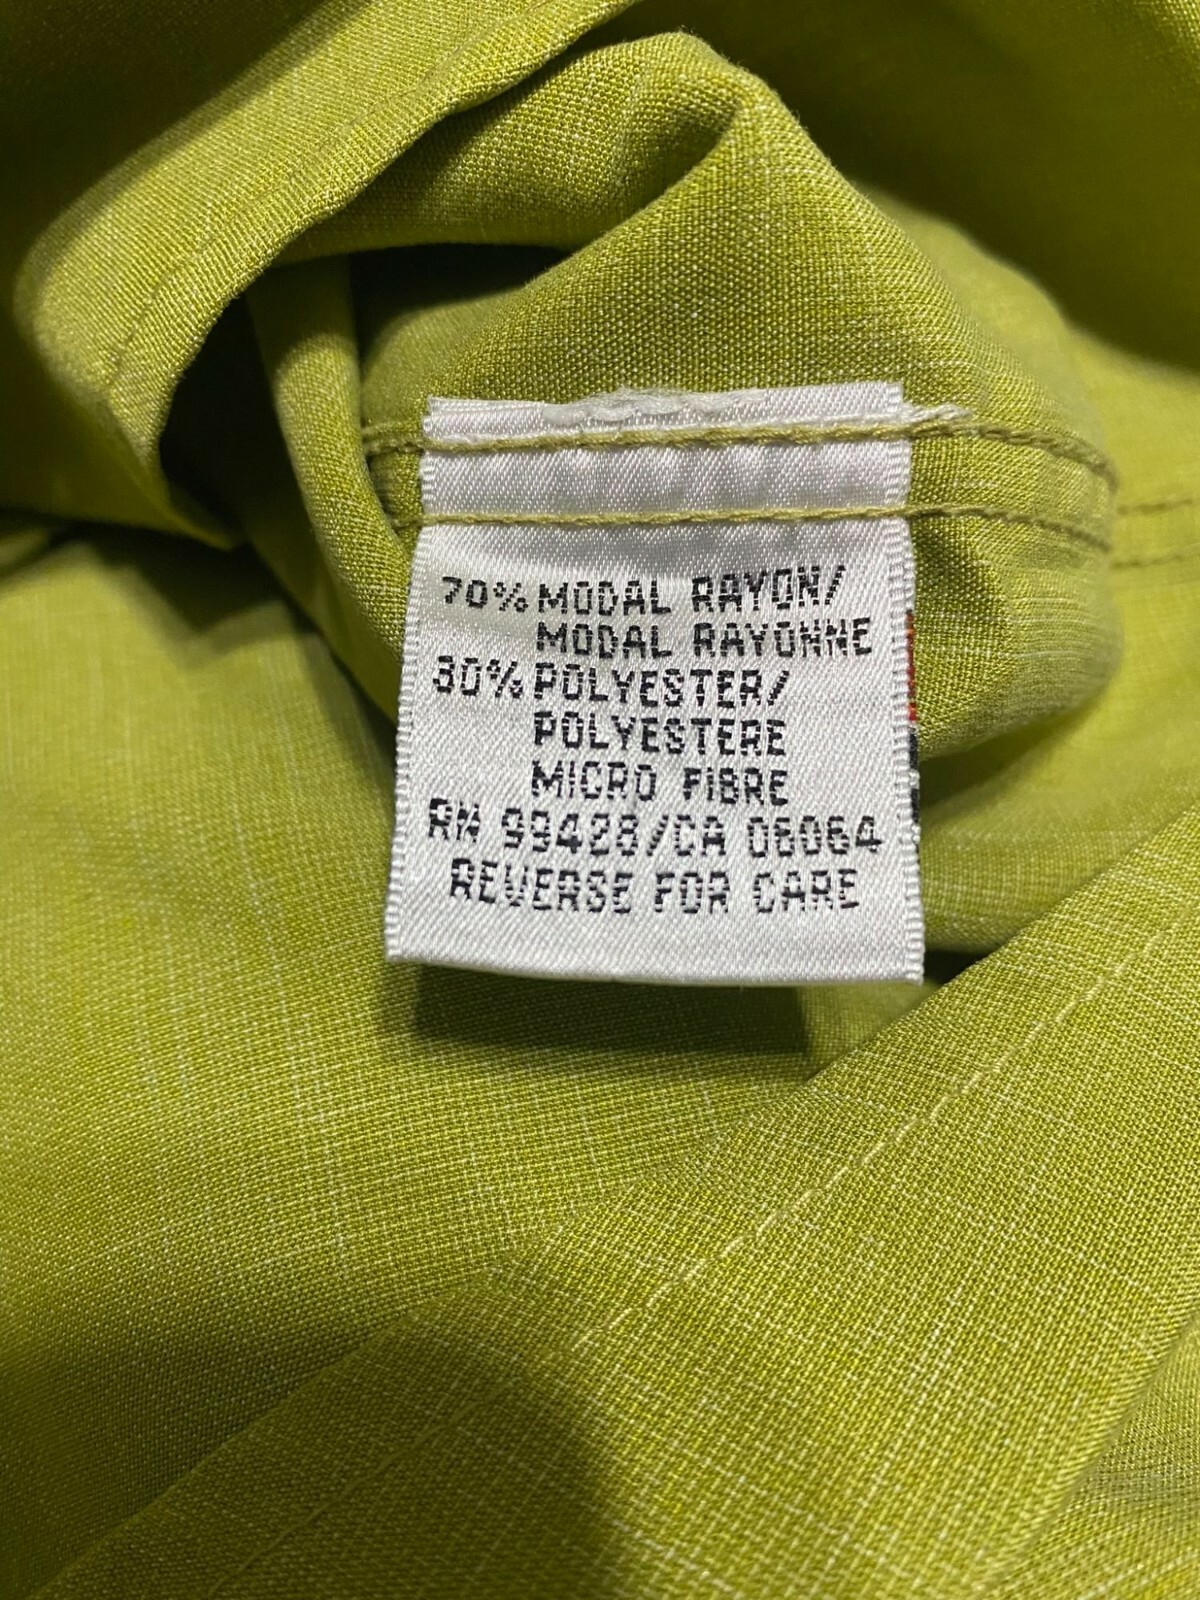 70% MODAL RAYON/
MODAL RAYONNE
30% POLYESTER/
POLYESTERE
MICRO FIBRE
RN 99428/CA 06064
REVERSE FOR CARE